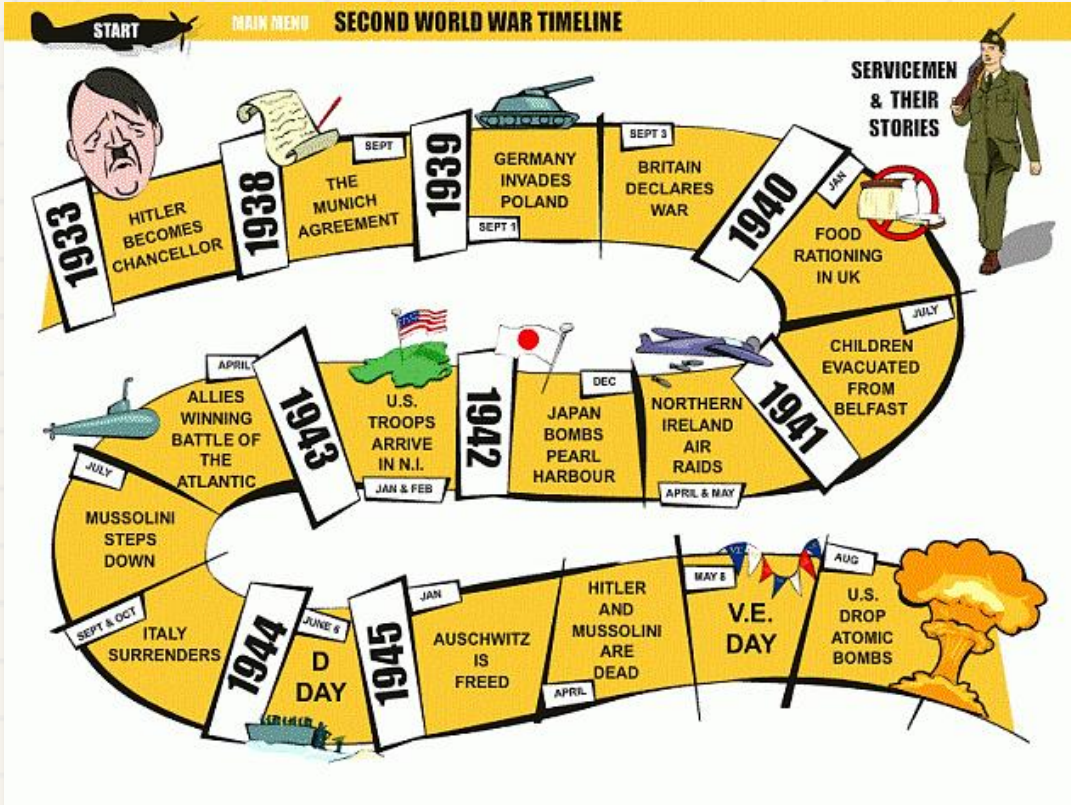 START
MAIN MENU
SECOND WORLD WAR TIMELINE
SERVICEMEN
& THEIR
STORIES
1933
HITLER
BECOMES
CHANCELLOR
1938
SEPT
THE
MUNICH
AGREEMENT
1939
GERMANY
INVADES
POLAND
SEPT 1
SEPT 3
BRITAIN
DECLARES
WAR
1940
JAN
FOOD
RATIONING
IN UK
JULY
CHILDREN
EVACUATED
FROM
BELFAST
1941
NORTHERN
IRELAND
AIR
RAIDS
APRIL & MAY
DEC
JAPAN
BOMBS
PEARL
HARBOUR
1942
U.S.
TROOPS
ARRIVE
IN N.I.
JAN & FEB
1943
APRIL
ALLIES
WINNING
BATTLE OF
THE
ATLANTIC
JULY
MUSSOLINI
STEPS
DOWN
SEPT & OCT
ITALY
SURRENDERS
1944
JUNE 6
D
DAY
1945
JAN
AUSCHWITZ
IS
FREED
HITLER
AND
MUSSOLINI
ARE
DEAD
APRIL
MAY 8
VE
V.E.
DAY
AUG
U.S.
DROP
ATOMIC
BOMBS